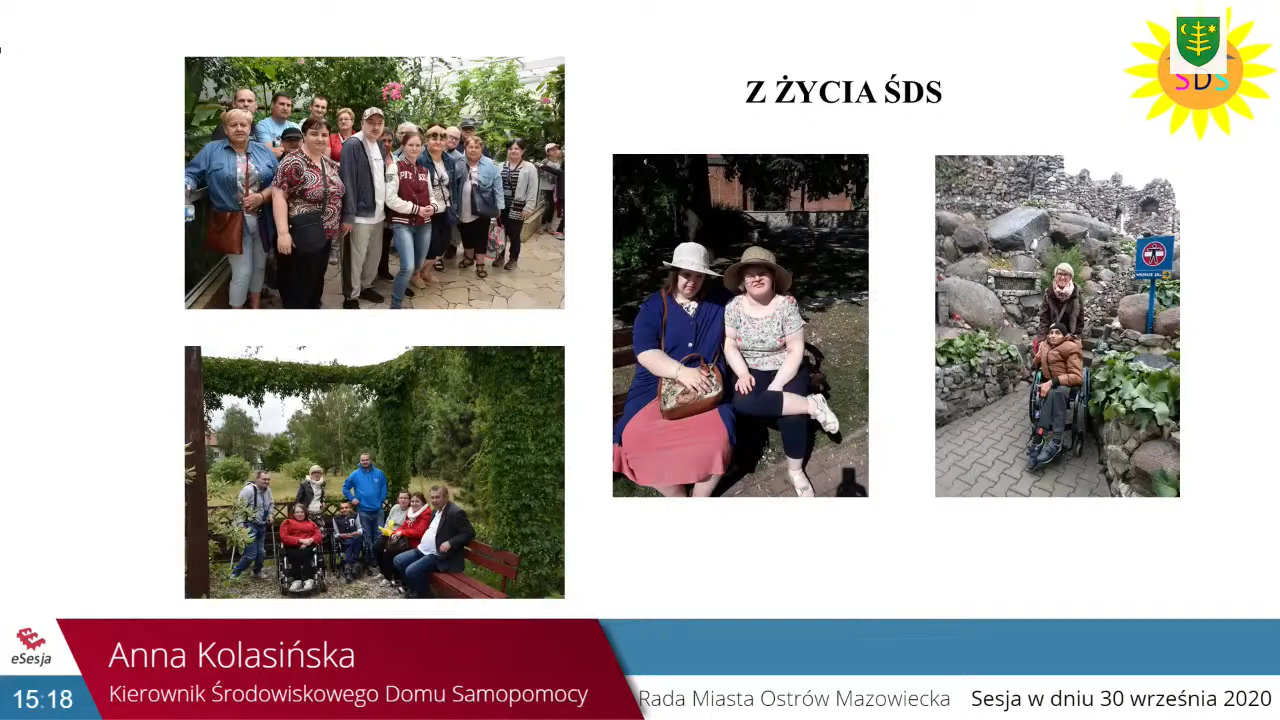 Z ŻYCIA ŚDS
SDS
eSesja
15:18
Anna Kolasińska
Kierownik Środowiskowego Domu Samopomocy
Rada Miasta Ostrów Mazowiecka
Sesja w dniu 30 września 2020